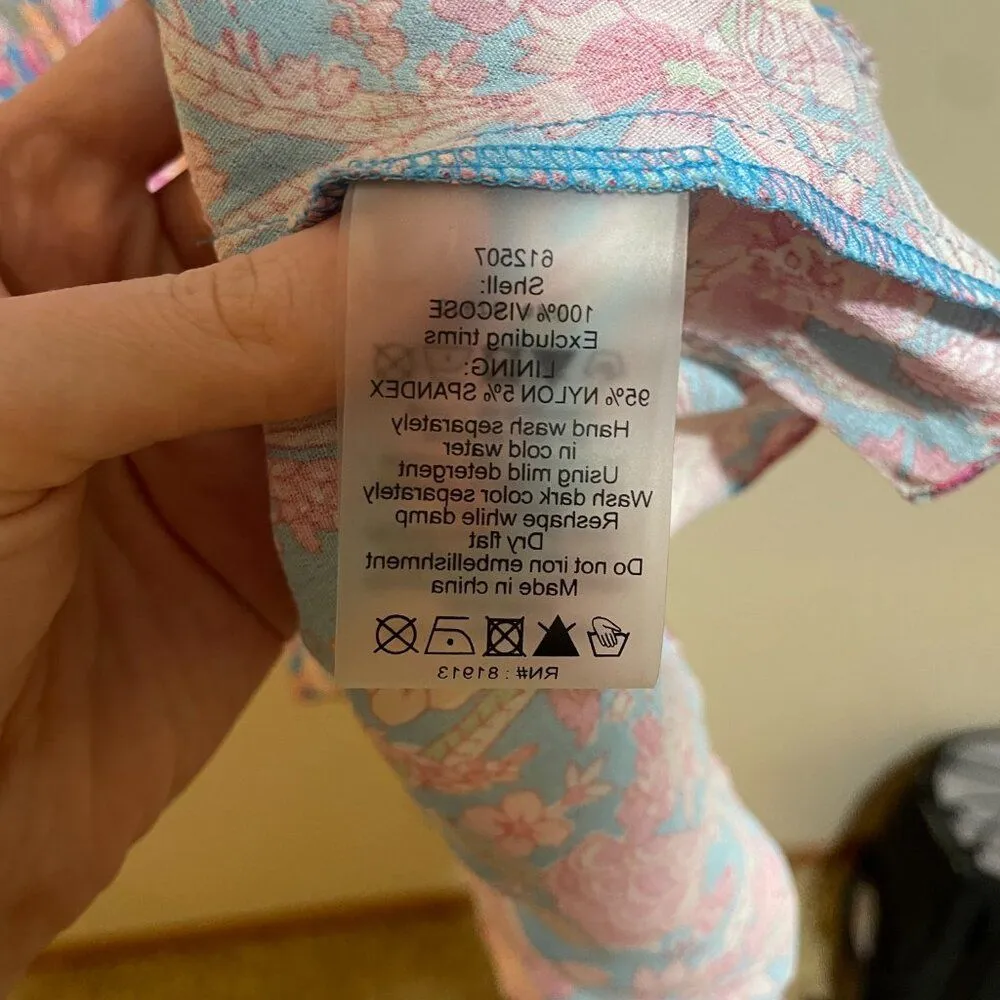 612507
Shell:
100% VISCOSE
Excluding trims
LINING:
95% NYLON 5% SPANDEX
Hand wash separately
in cold water
Using mild detergent
Wash dark color separately
Reshape while damp
Dry flat
Do not iron embellishment
Made in china
RN# : 81913